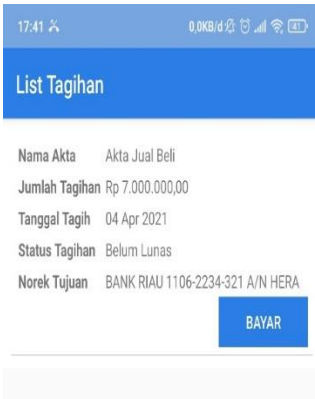 17:41 0,0KB/d 41
List Tagihan
Nama Akta Akta Jual Beli
Jumlah Tagihan Rp 7.000.000,00
Tanggal Tagih 04 Apr 2021
Status Tagihan Belum Lunas
Norek Tujuan BANK RIAU 1106-2234-321 A/N HERA
BAYAR